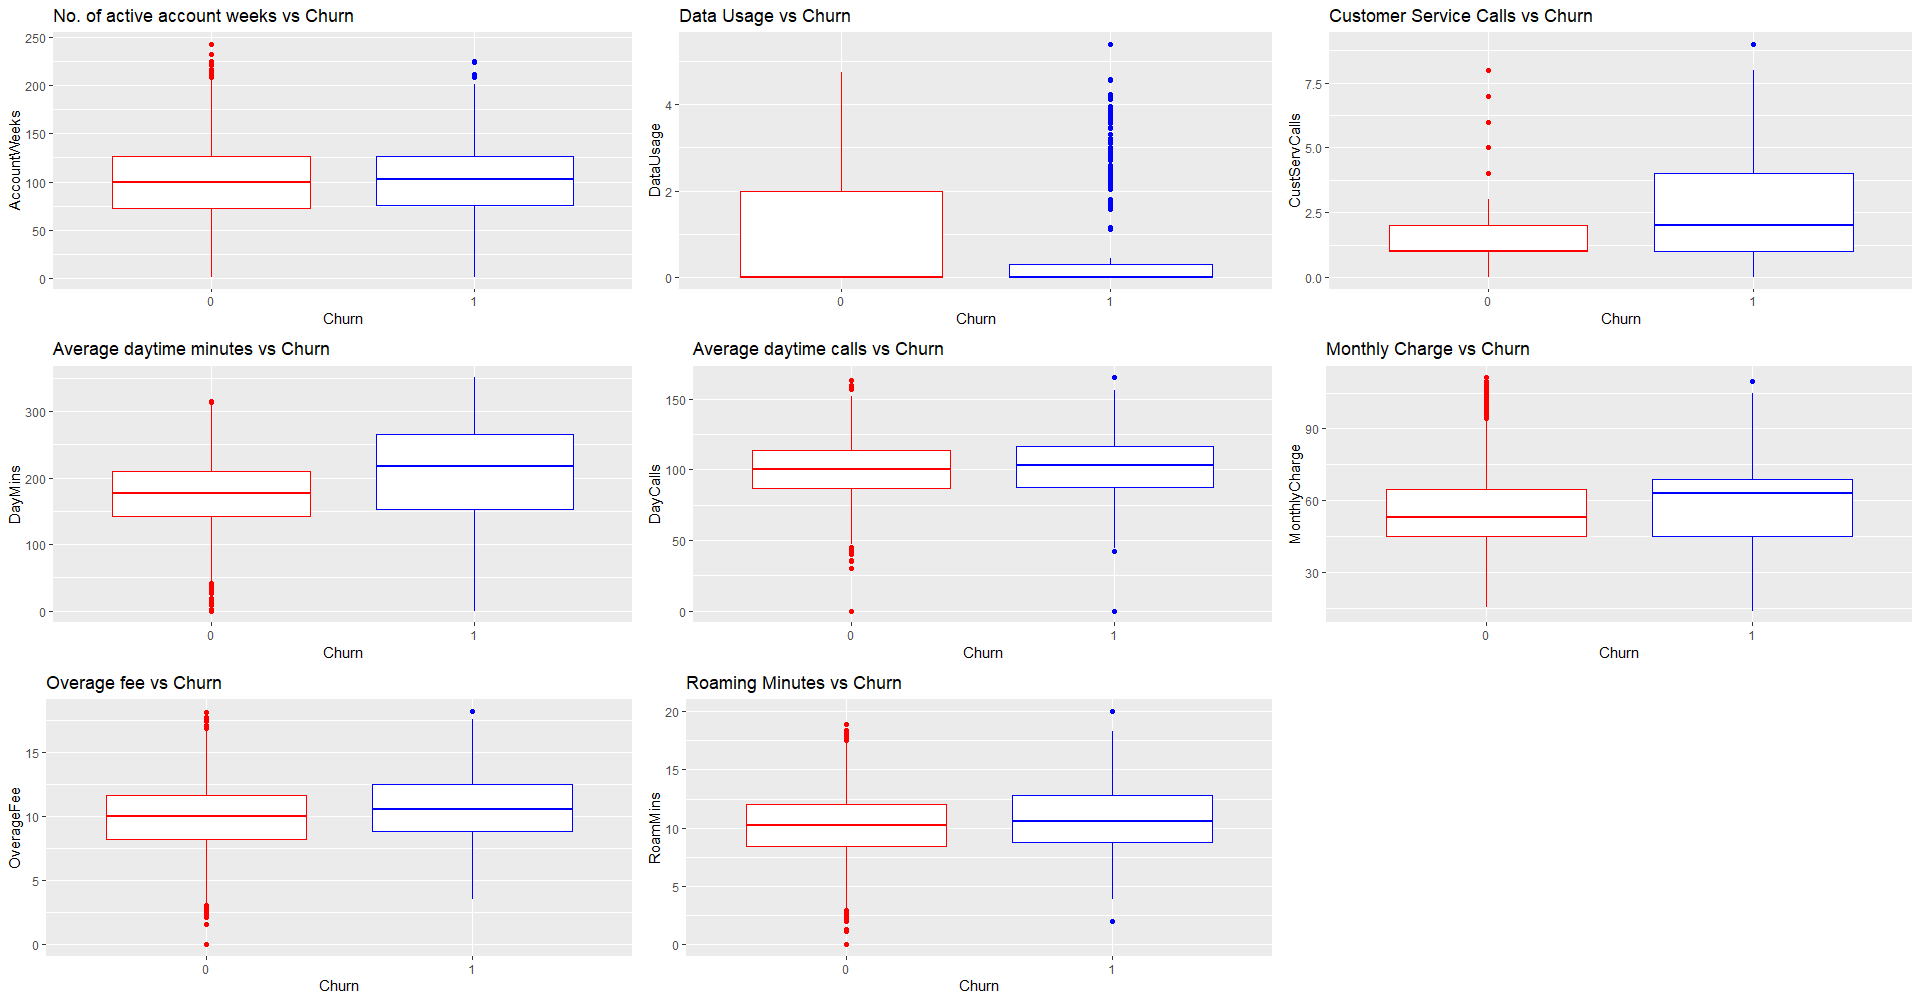 No. of active account weeks vs Churn
250
200
150
100
50
0
AccountWeeks
0
1
Churn
Data Usage vs Churn
4
2
0
DataUsage
0
1
Churn
Customer Service Calls vs Churn
7.5
5.0
2.5
0.0
CustServCalls
0
1
Churn
Average daytime minutes vs Churn
300
200
100
0
DayMins
0
1
Churn
Average daytime calls vs Churn
150
100
50
0
DayCalls
0
1
Churn
Monthly Charge vs Churn
90
60
30
MonthlyCharge
0
1
Churn
Overage fee vs Churn
15
10
5
0
OverageFee
0
1
Churn
Roaming Minutes vs Churn
20
15
10
5
0
RoamMins
0
1
Churn